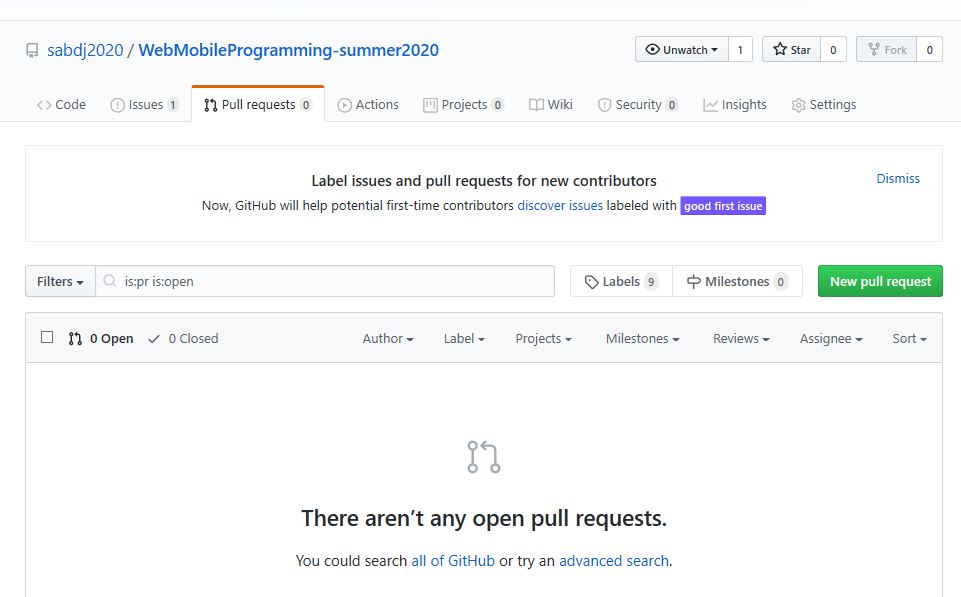 sabdj2020 / WebMobileProgramming-summer2020
Unwatch 1 Star 0 Fork 0
Code Issues 1 Pull requests 0 Actions Projects 0 Wiki Security 0 Insights Settings
Label issues and pull requests for new contributors
Dismiss
Now, GitHub will help potential first-time contributors discover issues labeled with good first issue
Filters is:pr is:open Labels 9 Milestones 0 New pull request
0 Open 0 Closed Author Label Projects Milestones Reviews Assignee Sort
There aren’t any open pull requests.
You could search all of GitHub or try an advanced search.